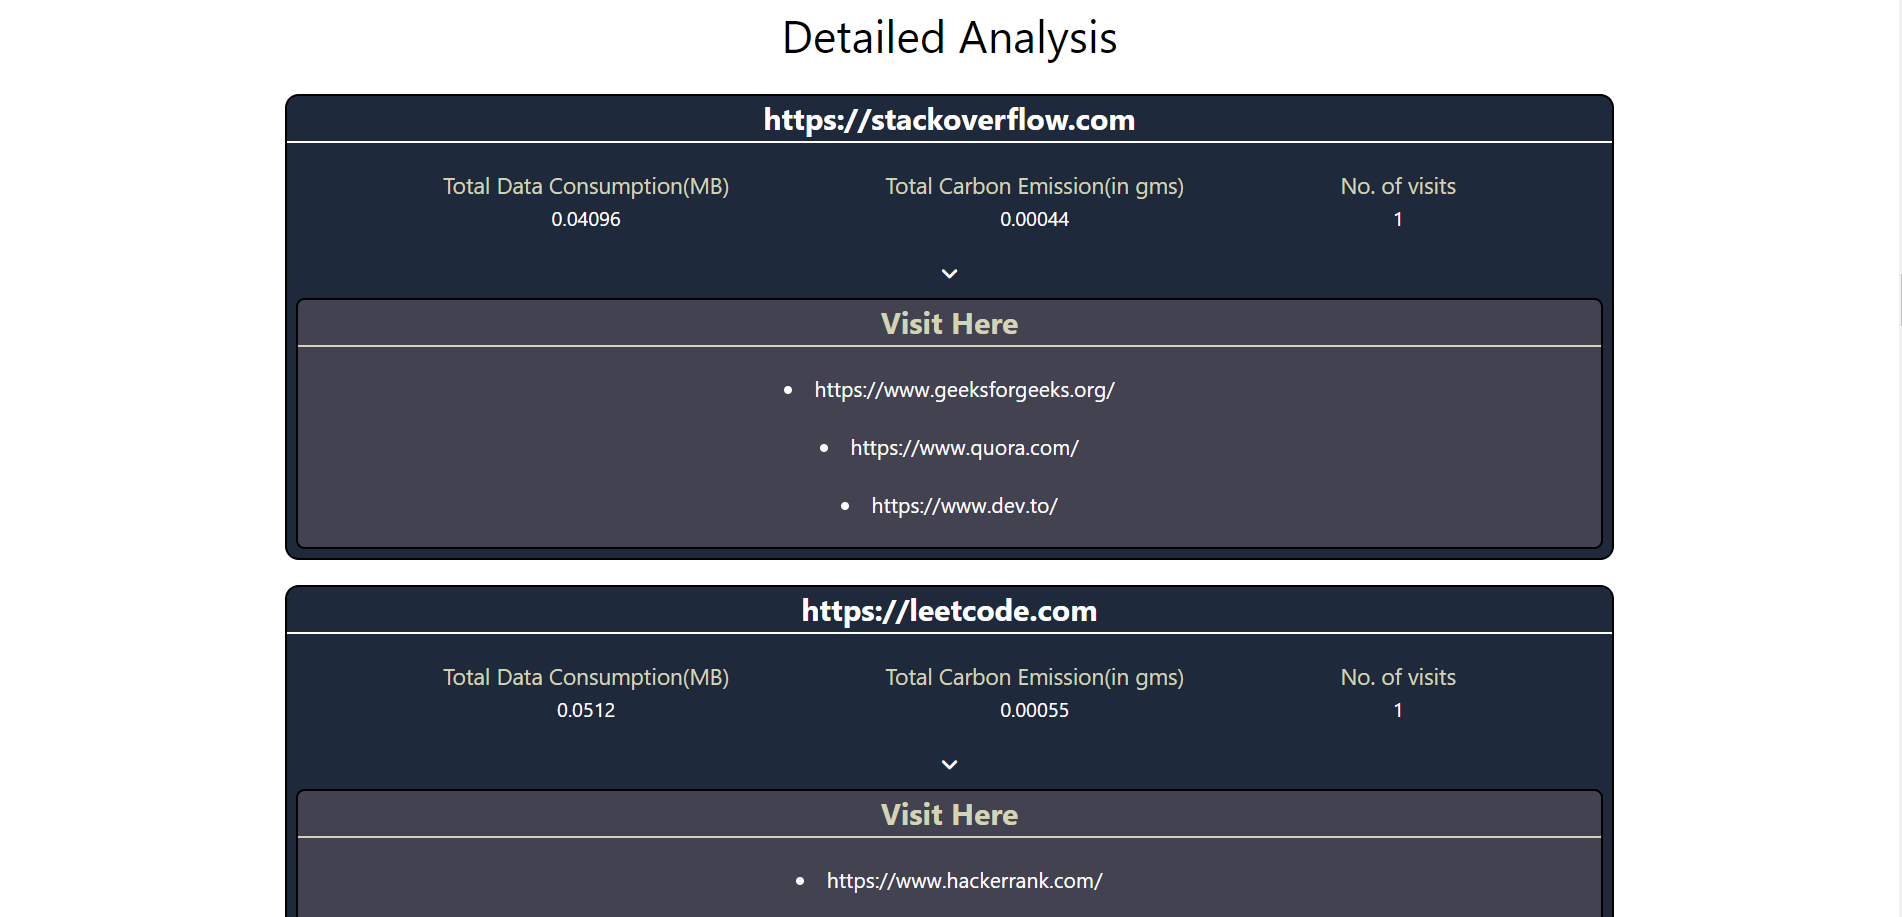 Detailed Analysis
https://stackoverflow.com
Total Data Consumption(MB) Total Carbon Emission(in gms) No. of visits
0.04096 0.00044 1
Visit Here
• https://www.geeksforgeeks.org/
• https://www.quora.com/
• https://www.dev.to/
https://leetcode.com
Total Data Consumption(MB) Total Carbon Emission(in gms) No. of visits
0.0512 0.00055 1
Visit Here
• https://www.hackerrank.com/